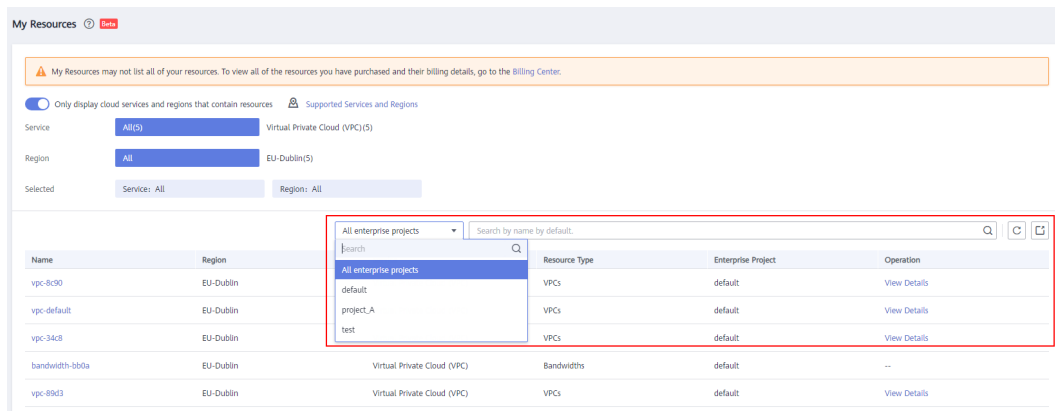 My Resources ? Beta
My Resources may not list all of your resources. To view all of the resources you have purchased and their billing details, go to the Billing Center.
Only display cloud services and regions that contain resources Supported Services and Regions
Service All(5) Virtual Private Cloud (VPC)(5)
Region All EU-Dublin(5)
Selected Service: All Region: All
All enterprise projects Search by name by default.
Search
Name Region Resource Type Enterprise Project Operation
All enterprise projects
vpc-8c90 EU-Dublin VPCs default View Details
default
vpc-default EU-Dublin VPCs default View Details
project_A
test
vpc-34c8 EU-Dublin VPCs default View Details
bandwidth-bb0a EU-Dublin Virtual Private Cloud (VPC) Bandwidths default --
vpc-89d3 EU-Dublin Virtual Private Cloud (VPC) VPCs default View Details